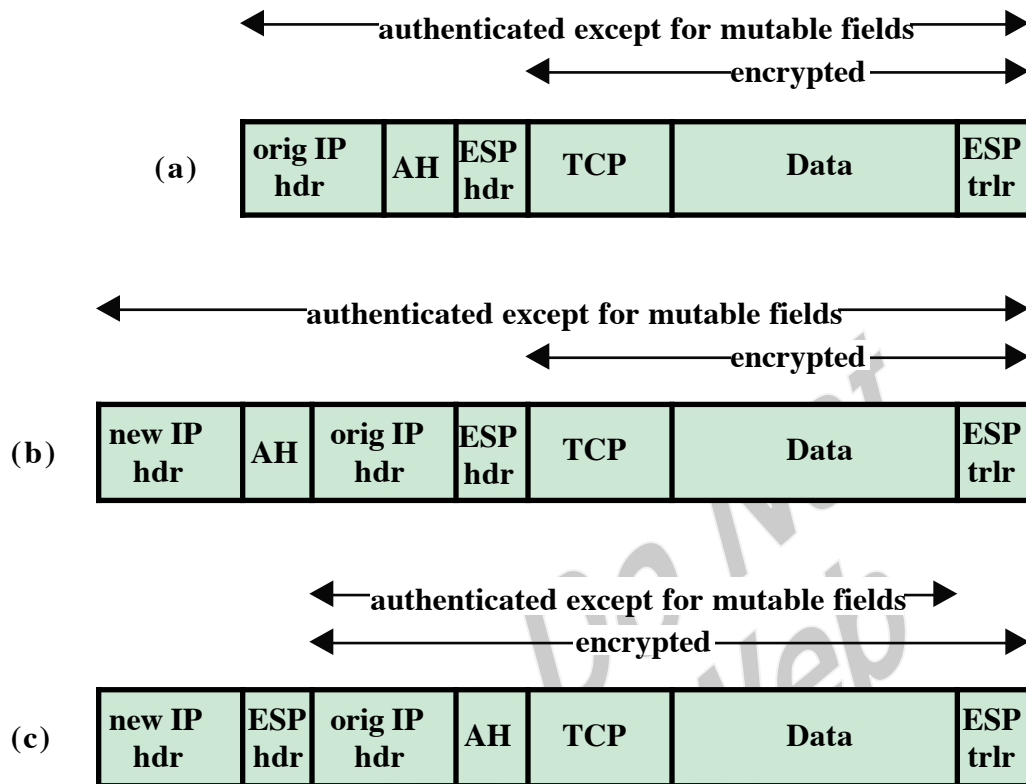 authenticated except for mutable fields
encrypted
(a)
orig IP
hdr
AH
ESP
hdr
TCP
Data
ESP
trlr
authenticated except for mutable fields
encrypted
(b)
new IP
hdr
AH
orig IP
hdr
ESP
hdr
TCP
Data
ESP
trlr
authenticated except for mutable fields
encrypted
(c)
new IP
hdr
ESP
hdr
orig IP
hdr
AH
TCP
Data
ESP
trlr
Do Not